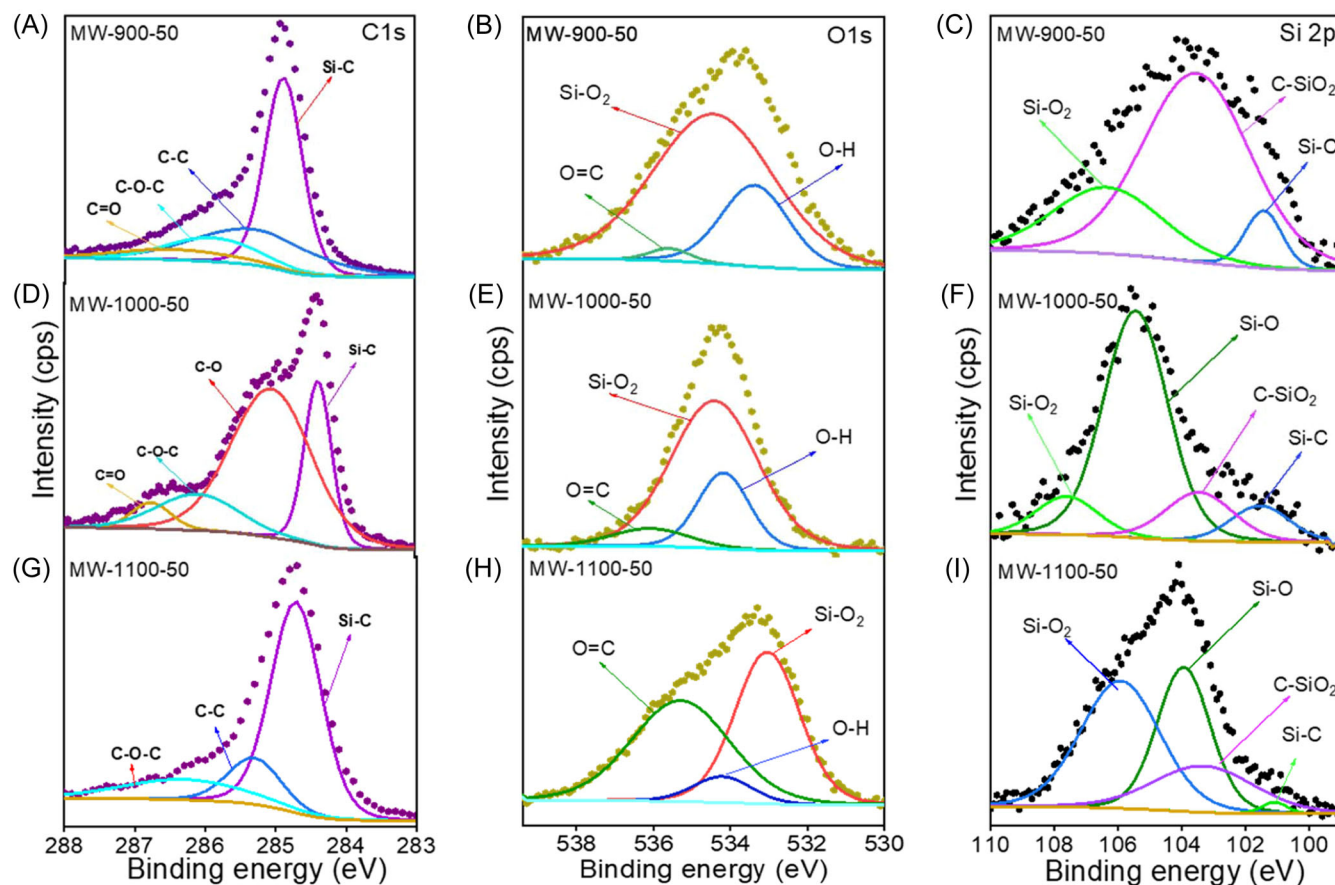 (A)
MW-900-50
C1s
Si-C
C-C
C-O-C
C=O
(B)
MW-900-50
O1s
Si-O₂
O-H
O=C
(C)
MW-900-50
Si 2p
C-SiO₂
Si-O₂
Si-C
(D)
MW-1000-50
Si-C
C-O
C-O-C
C=O
(E)
MW-1000-50
Si-O₂
O-H
O=C
(F)
MW-1000-50
Si-O
C-SiO₂
Si-O₂
Si-C
(G)
MW-1100-50
Si-C
C-C
C-O-C
(H)
MW-1100-50
Si-O₂
O=C
O-H
(I)
MW-1100-50
Si-O
Si-O₂
C-SiO₂
Si-C
Intensity (cps)
Intensity (cps)
Intensity (cps)
288 287 286 285 284 283
538 536 534 532 530
110 108 106 104 102 100
Binding energy (eV)
Binding energy (eV)
Binding energy (eV)